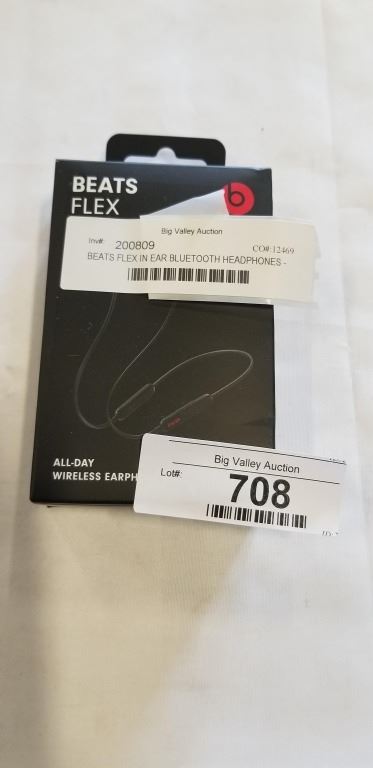 BEATS
FLEX
b
Big Valley Auction
Inv#: 200809 CO#:12469
BEATS FLEX IN EAR BLUETOOTH HEADPHONES -
ALL-DAY
WIRELESS EARPH
Big Valley Auction
Lot#: 708